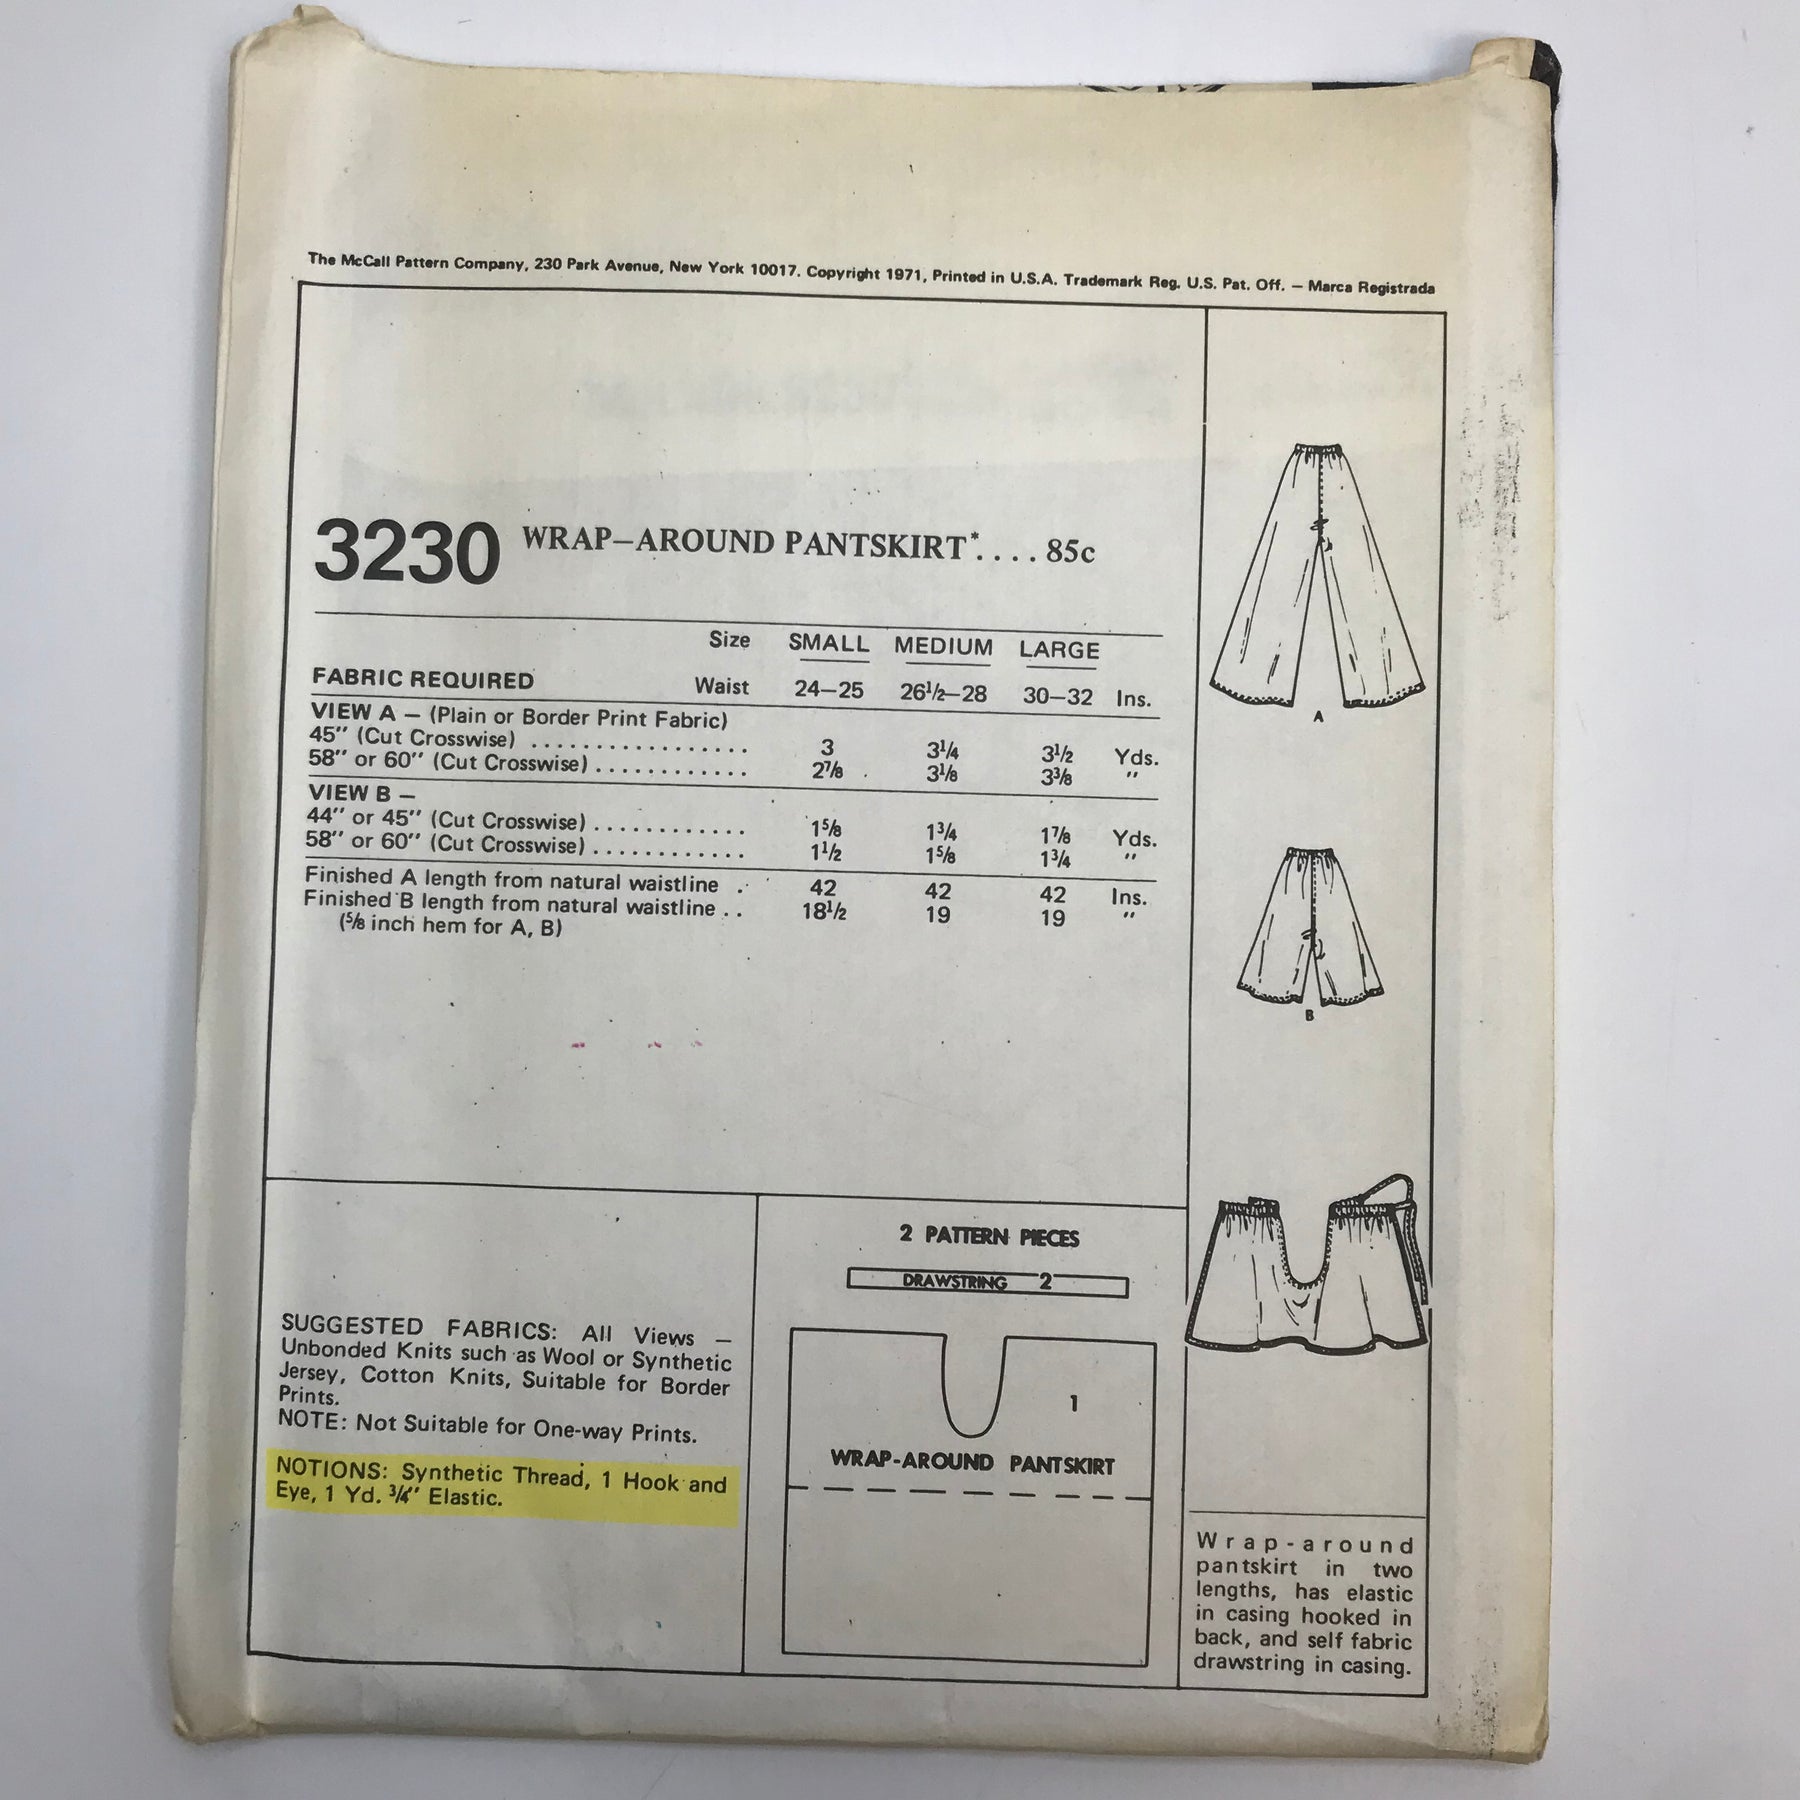 The McCall Pattern Company, 230 Park Avenue, New York 10017. Copyright 1971, Printed in U.S.A. Trademark Reg. U.S. Pat. Off. — Marca Registrada
3230 WRAP—AROUND PANTSKIRT*.... 85c
Size SMALL MEDIUM LARGE
FABRIC REQUIRED Waist 24—25 26½—28 30—32 Ins.
VIEW A — (Plain or Border Print Fabric)
45" (Cut Crosswise) ................. 3 3¼ 3½ Yds.
58" or 60" (Cut Crosswise) ............ 2⅞ 3⅛ 3⅜ "
VIEW B —
44" or 45" (Cut Crosswise) ............ 1⅝ 1¾ 1⅞ Yds.
58" or 60" (Cut Crosswise) ............ 1½ 1⅝ 1¾ "
Finished A length from natural waistline . 42 42 42 Ins.
Finished B length from natural waistline .. 18½ 19 19 "
(⅝ inch hem for A, B)
A
B
SUGGESTED FABRICS: All Views —
Unbonded Knits such as Wool or Synthetic
Jersey, Cotton Knits, Suitable for Border
Prints.
NOTE: Not Suitable for One-way Prints.
NOTIONS: Synthetic Thread, 1 Hook and
Eye, 1 Yd. ¾" Elastic.
2 PATTERN PIECES
DRAWSTRING 2
1
WRAP-AROUND PANTSKIRT
Wrap-around
pantskirt in two
lengths, has elastic
in casing hooked in
back, and self fabric
drawstring in casing.